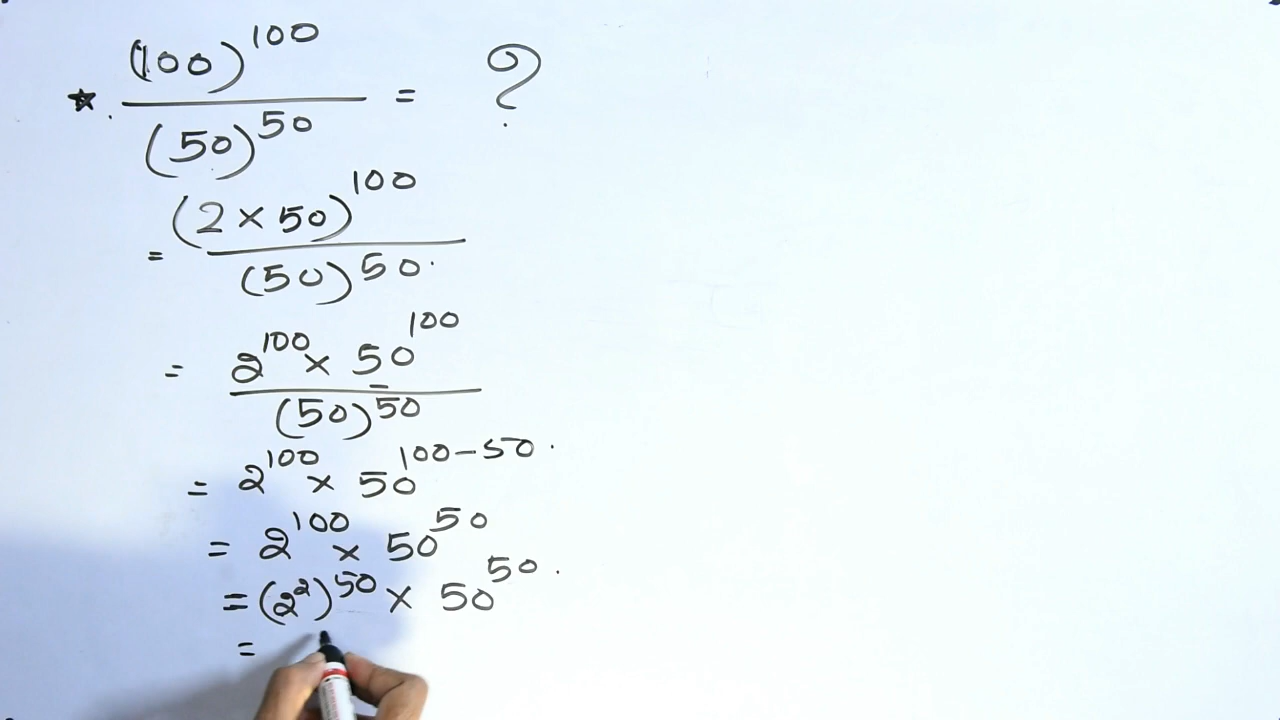 ★. (100)^100 / (50)^50 = ?
= (2 × 50)^100 / (50)^50.
= 2^100 × 50^100 / (50)^50
= 2^100 × 50^100-50.
= 2^100 × 50^50
= (2^2)^50 × 50^50.
=